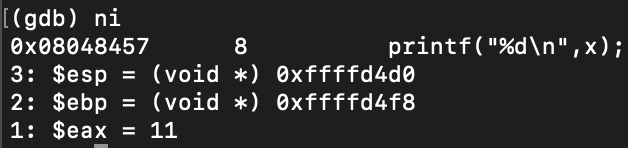 (gdb) ni
0x08048457 8 printf("%d\n",x);
3: $esp = (void *) 0xffffd4d0
2: $ebp = (void *) 0xffffd4f8
1: $eax = 11